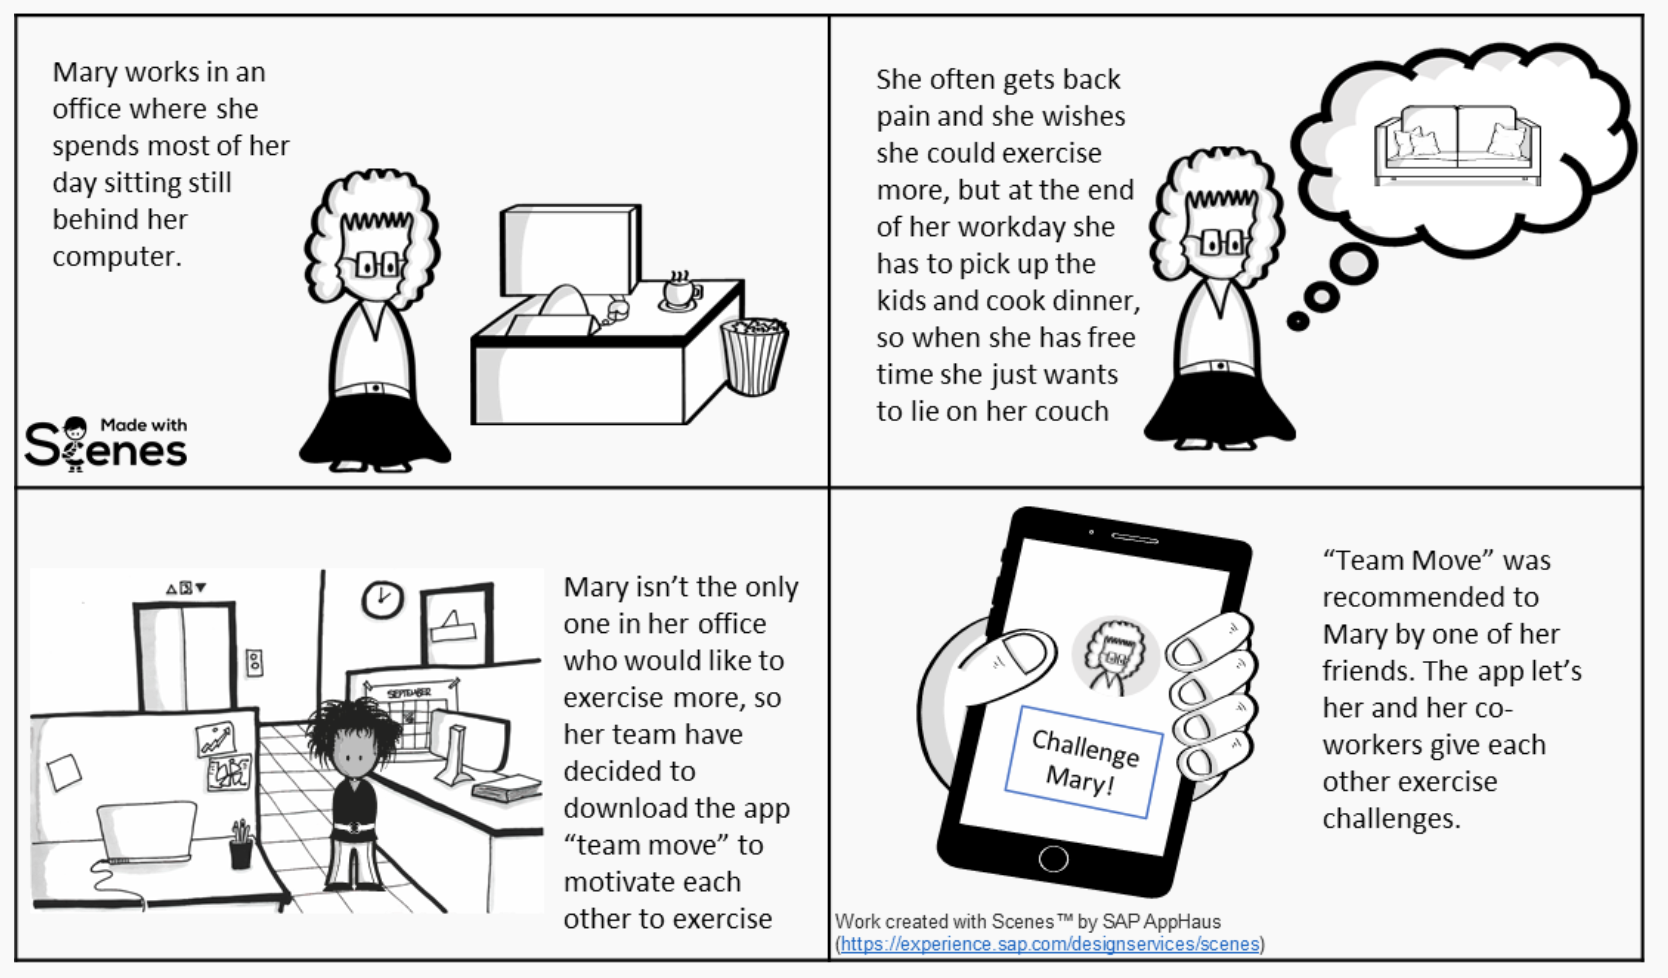 Mary works in an
office where she
spends most of her
day sitting still
behind her
computer.
Made with
Scenes
She often gets back
pain and she wishes
she could exercise
more, but at the end
of her workday she
has to pick up the
kids and cook dinner,
so when she has free
time she just wants
to lie on her couch
SEPTEMBER
Mary isn’t the only
one in her office
who would like to
exercise more, so
her team have
decided to
download the app
“team move” to
motivate each
other to exercise
Challenge
Mary!
“Team Move” was
recommended to
Mary by one of her
friends. The app let’s
her and her co-
workers give each
other exercise
challenges.
Work created with Scenes™ by SAP AppHaus
(https://experience.sap.com/designservices/scenes)